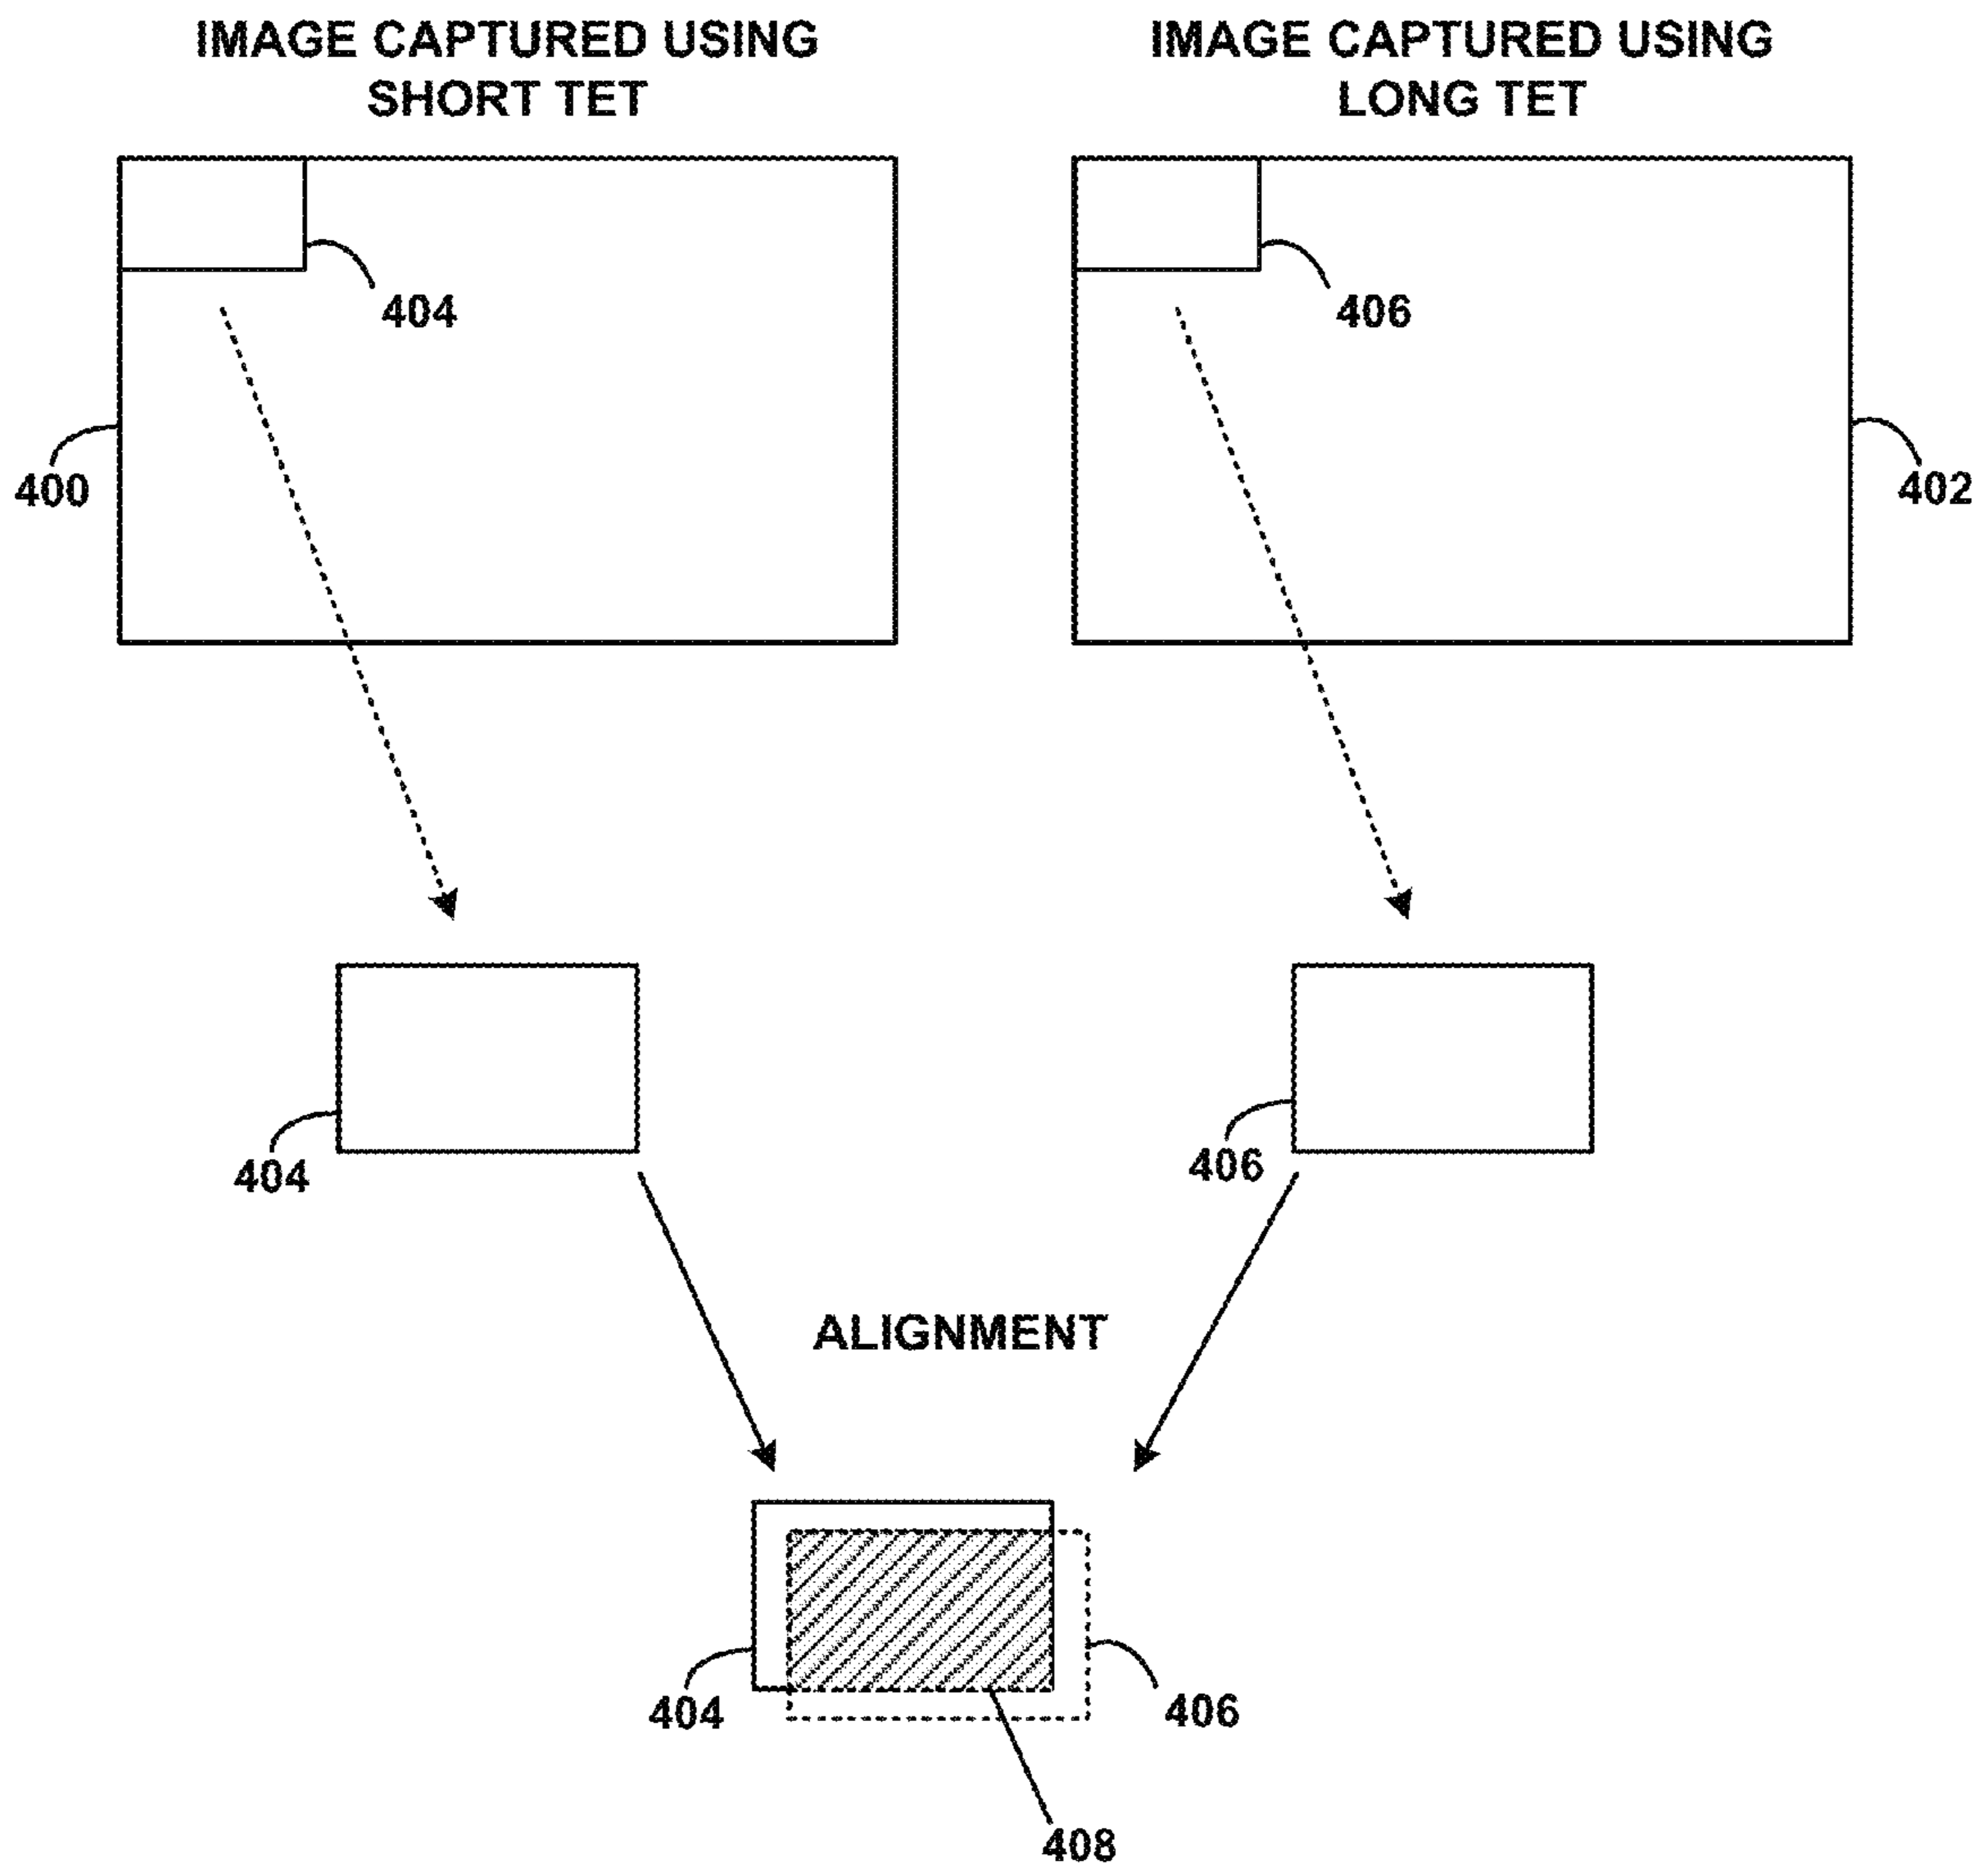 IMAGE CAPTURED USING
SHORT TET
IMAGE CAPTURED USING
LONG TET
404
406
400
402
404
406
ALIGNMENT
404
406
408